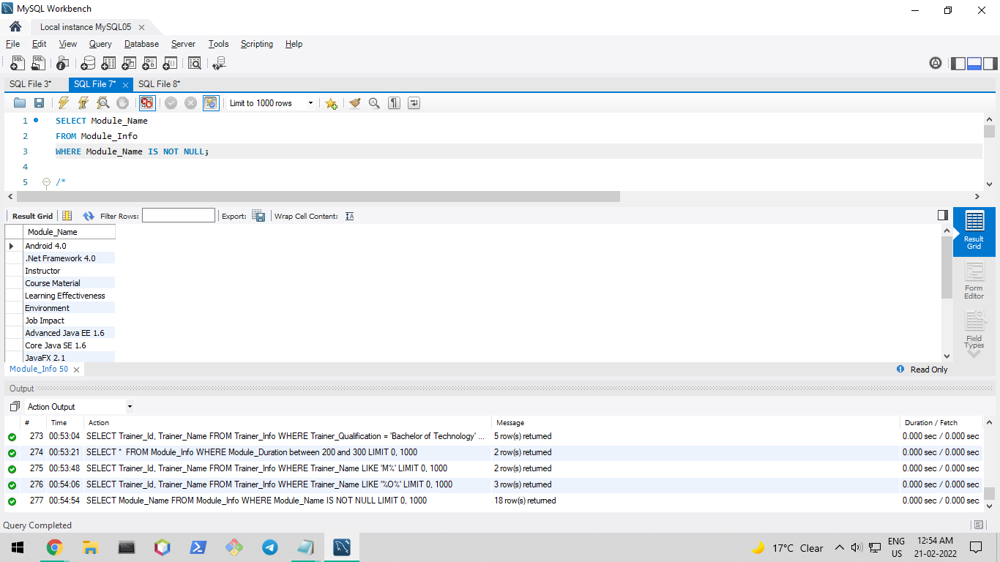 MySQL Workbench
Local instance MySQL05
File Edit View Query Database Server Tools Scripting Help
SQL File 3* SQL File 7* SQL File 8*
Limit to 1000 rows
1 SELECT Module_Name
2 FROM Module_Info
3 WHERE Module_Name IS NOT NULL;
4
5 /*
Result Grid Filter Rows: Export: Wrap Cell Content:
Module_Name
Android 4.0
.Net Framework 4.0
Instructor
Course Material
Learning Effectiveness
Environment
Job Impact
Advanced Java EE 1.6
Core Java SE 1.6
JavaFX 2.1
Result
Grid
Form
Editor
Field
Types
Module_Info 50 Read Only
Output
Action Output
# Time Action Message Duration / Fetch
273 00:53:04 SELECT Trainer_Id, Trainer_Name FROM Trainer_Info WHERE Trainer_Qualification = 'Bachelor of Technology' ... 5 row(s) returned 0.000 sec / 0.000 sec
274 00:53:21 SELECT * FROM Module_Info WHERE Module_Duration between 200 and 300 LIMIT 0, 1000 2 row(s) returned 0.000 sec / 0.000 sec
275 00:53:48 SELECT Trainer_Id, Trainer_Name FROM Trainer_Info WHERE Trainer_Name LIKE 'M%' LIMIT 0, 1000 2 row(s) returned 0.000 sec / 0.000 sec
276 00:54:06 SELECT Trainer_Id, Trainer_Name FROM Trainer_Info WHERE Trainer_Name LIKE '%O%' LIMIT 0, 1000 3 row(s) returned 0.000 sec / 0.000 sec
277 00:54:54 SELECT Module_Name FROM Module_Info WHERE Module_Name IS NOT NULL LIMIT 0, 1000 18 row(s) returned 0.000 sec / 0.000 sec
Query Completed
17°C Clear
ENG
US
12:54 AM
21-02-2022